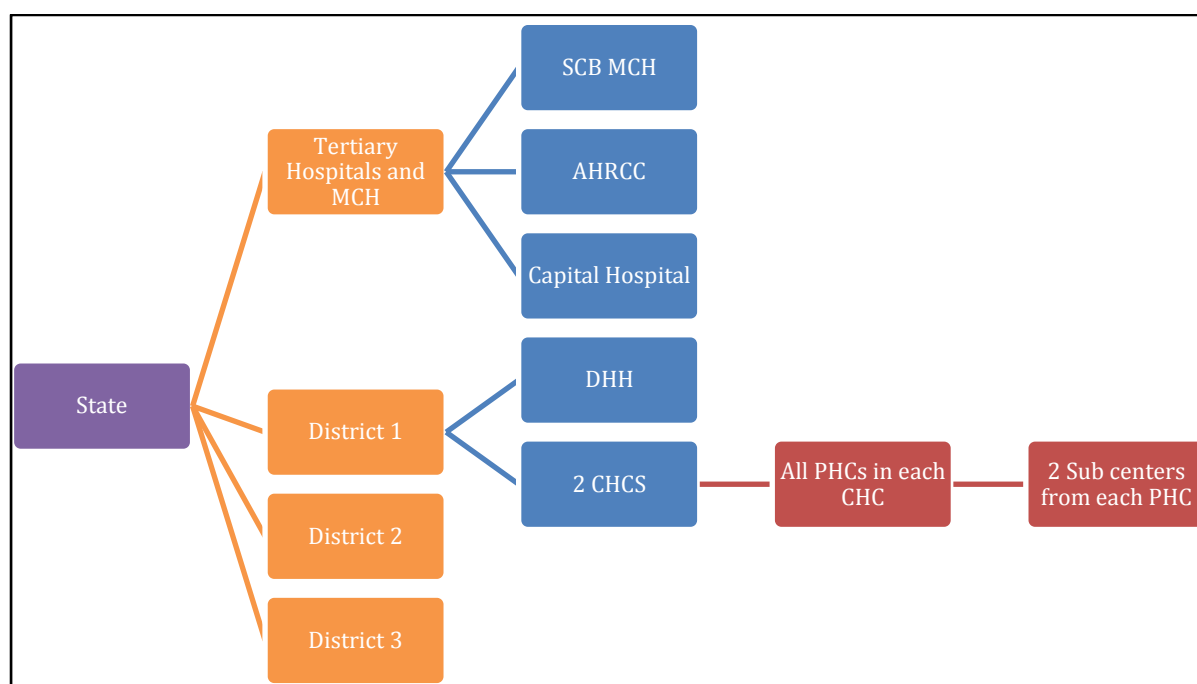 SCB MCH
Tertiary
Hospitals and
MCH
AHRCC
Capital Hospital
State
DHH
District 1
2 CHCS
All PHCs in each
CHC
2 Sub centers
from each PHC
District 2
District 3